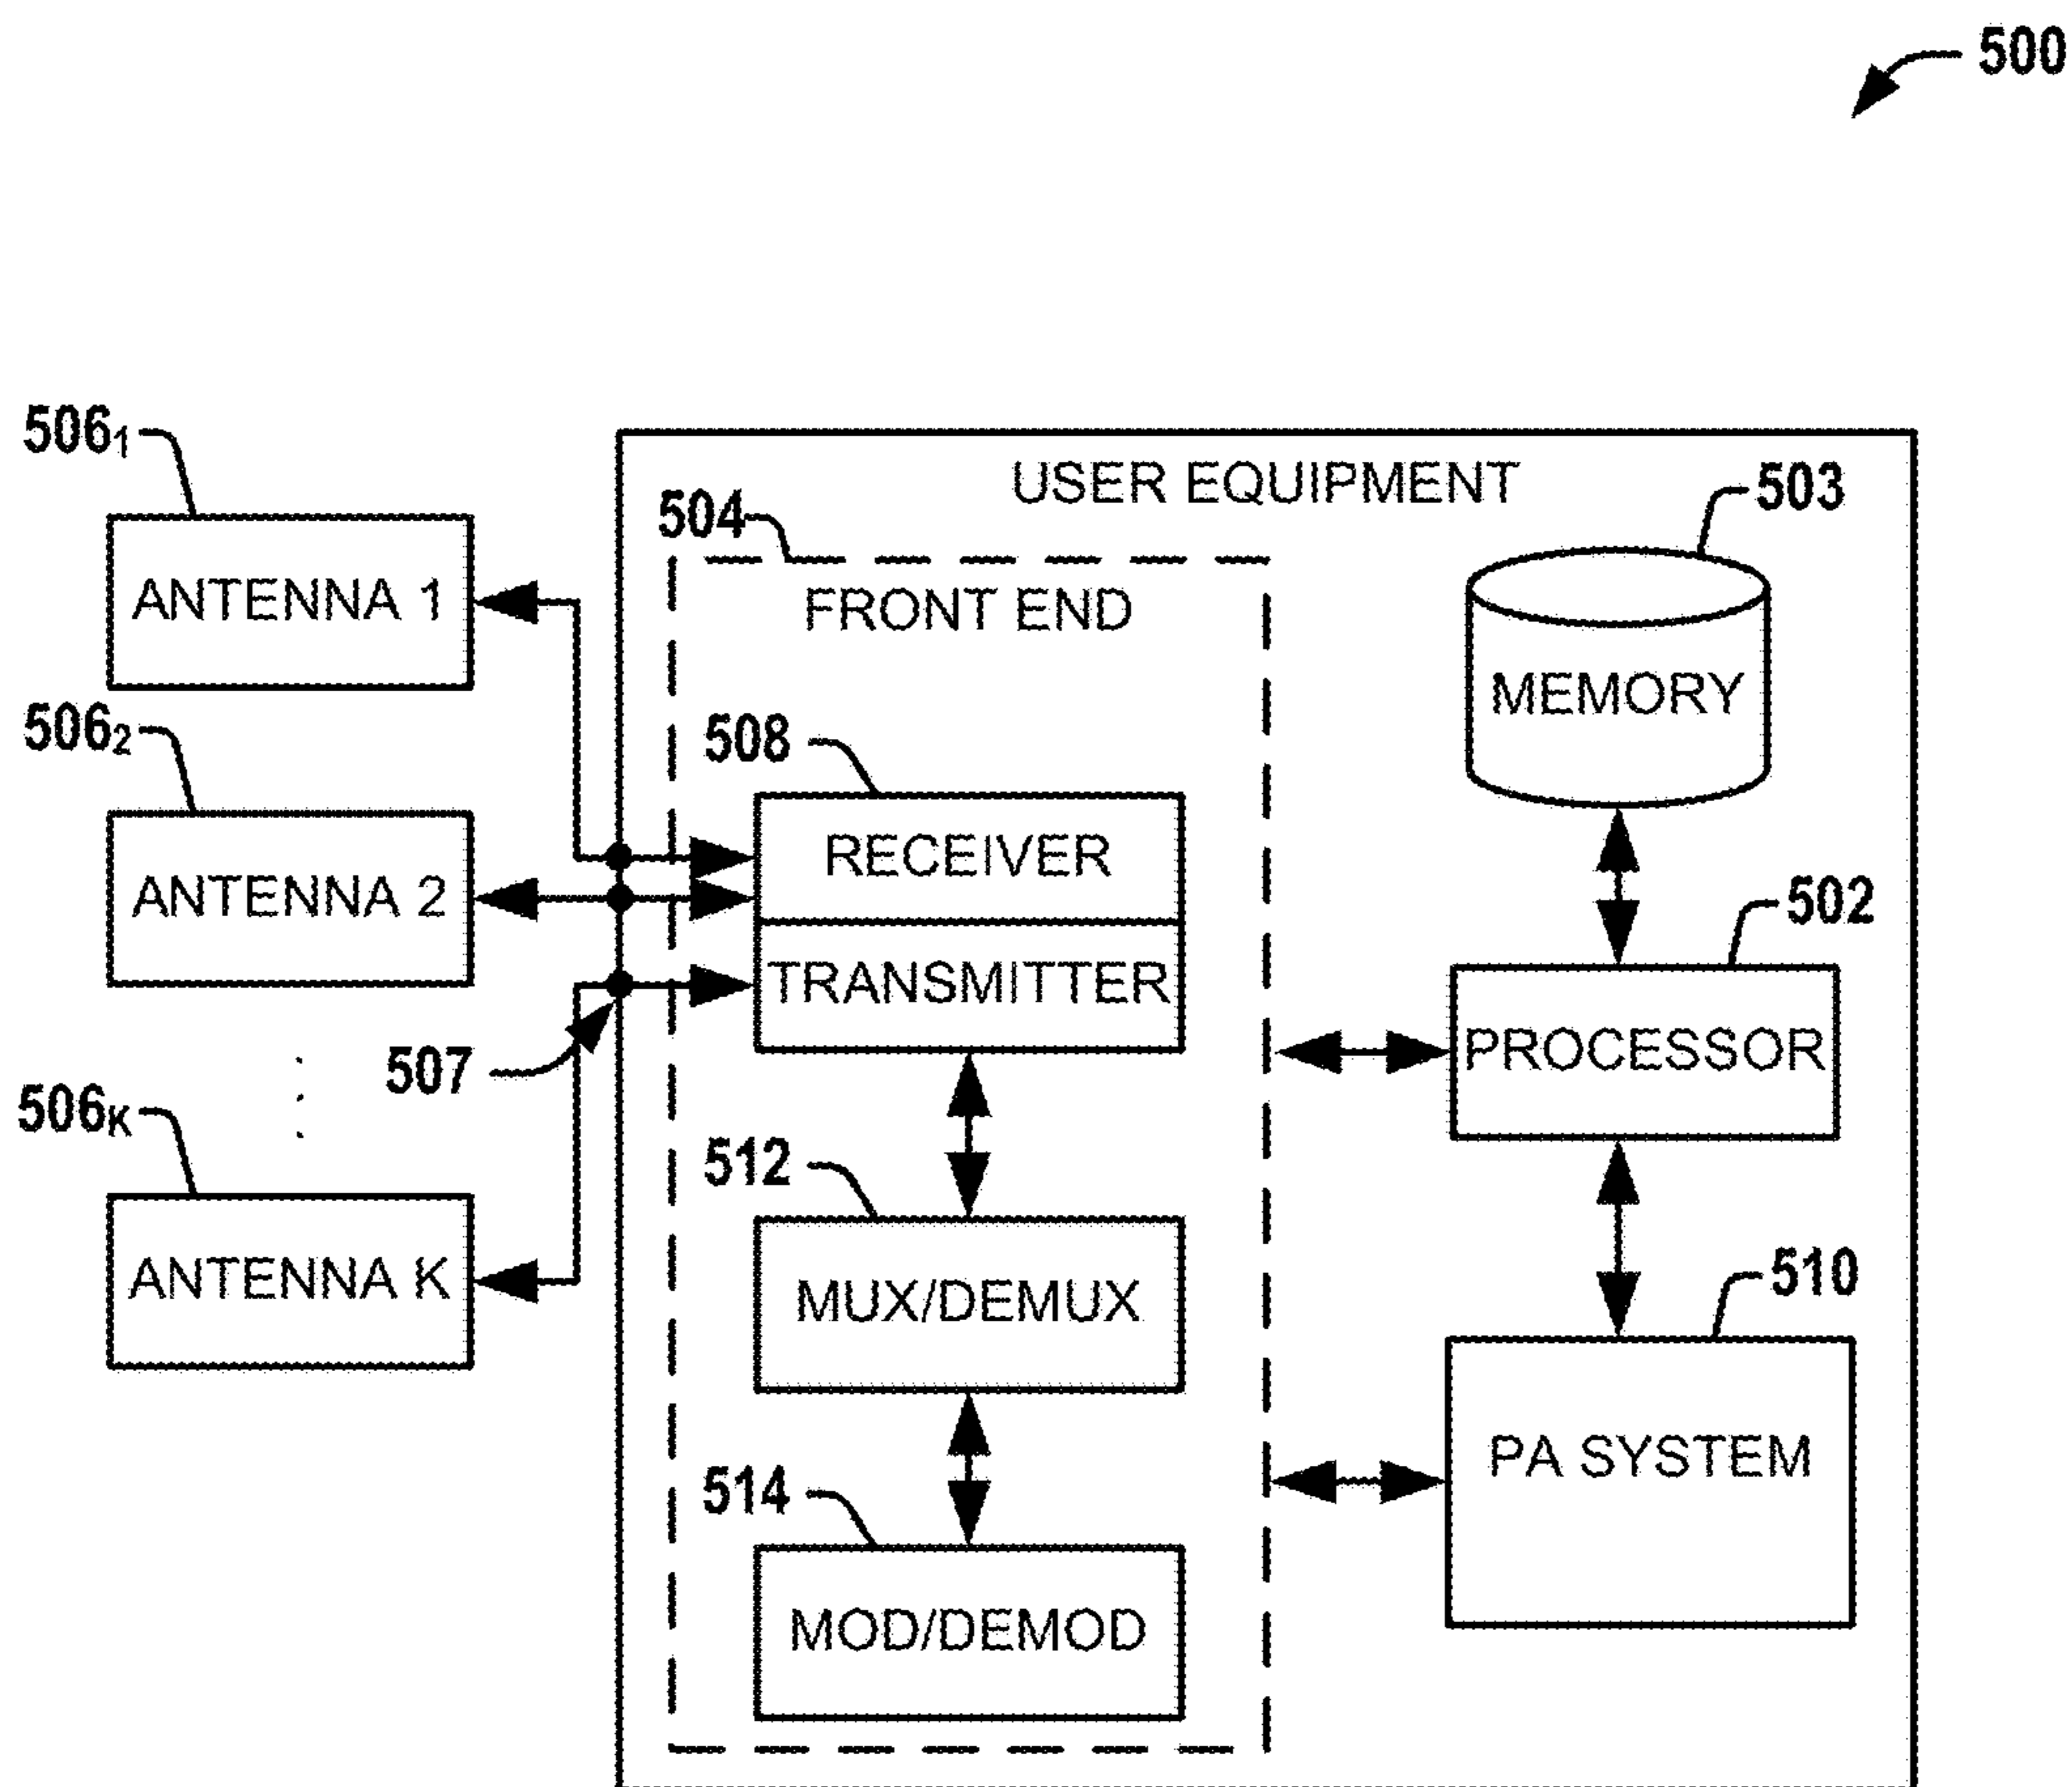 500
506₁
USER EQUIPMENT
503
504
ANTENNA 1
FRONT END
MEMORY
506₂
508
RECEIVER
ANTENNA 2
502
TRANSMITTER
PROCESSOR
507
506ₖ
512
510
ANTENNA K
MUX/DEMUX
PA SYSTEM
514
MOD/DEMOD